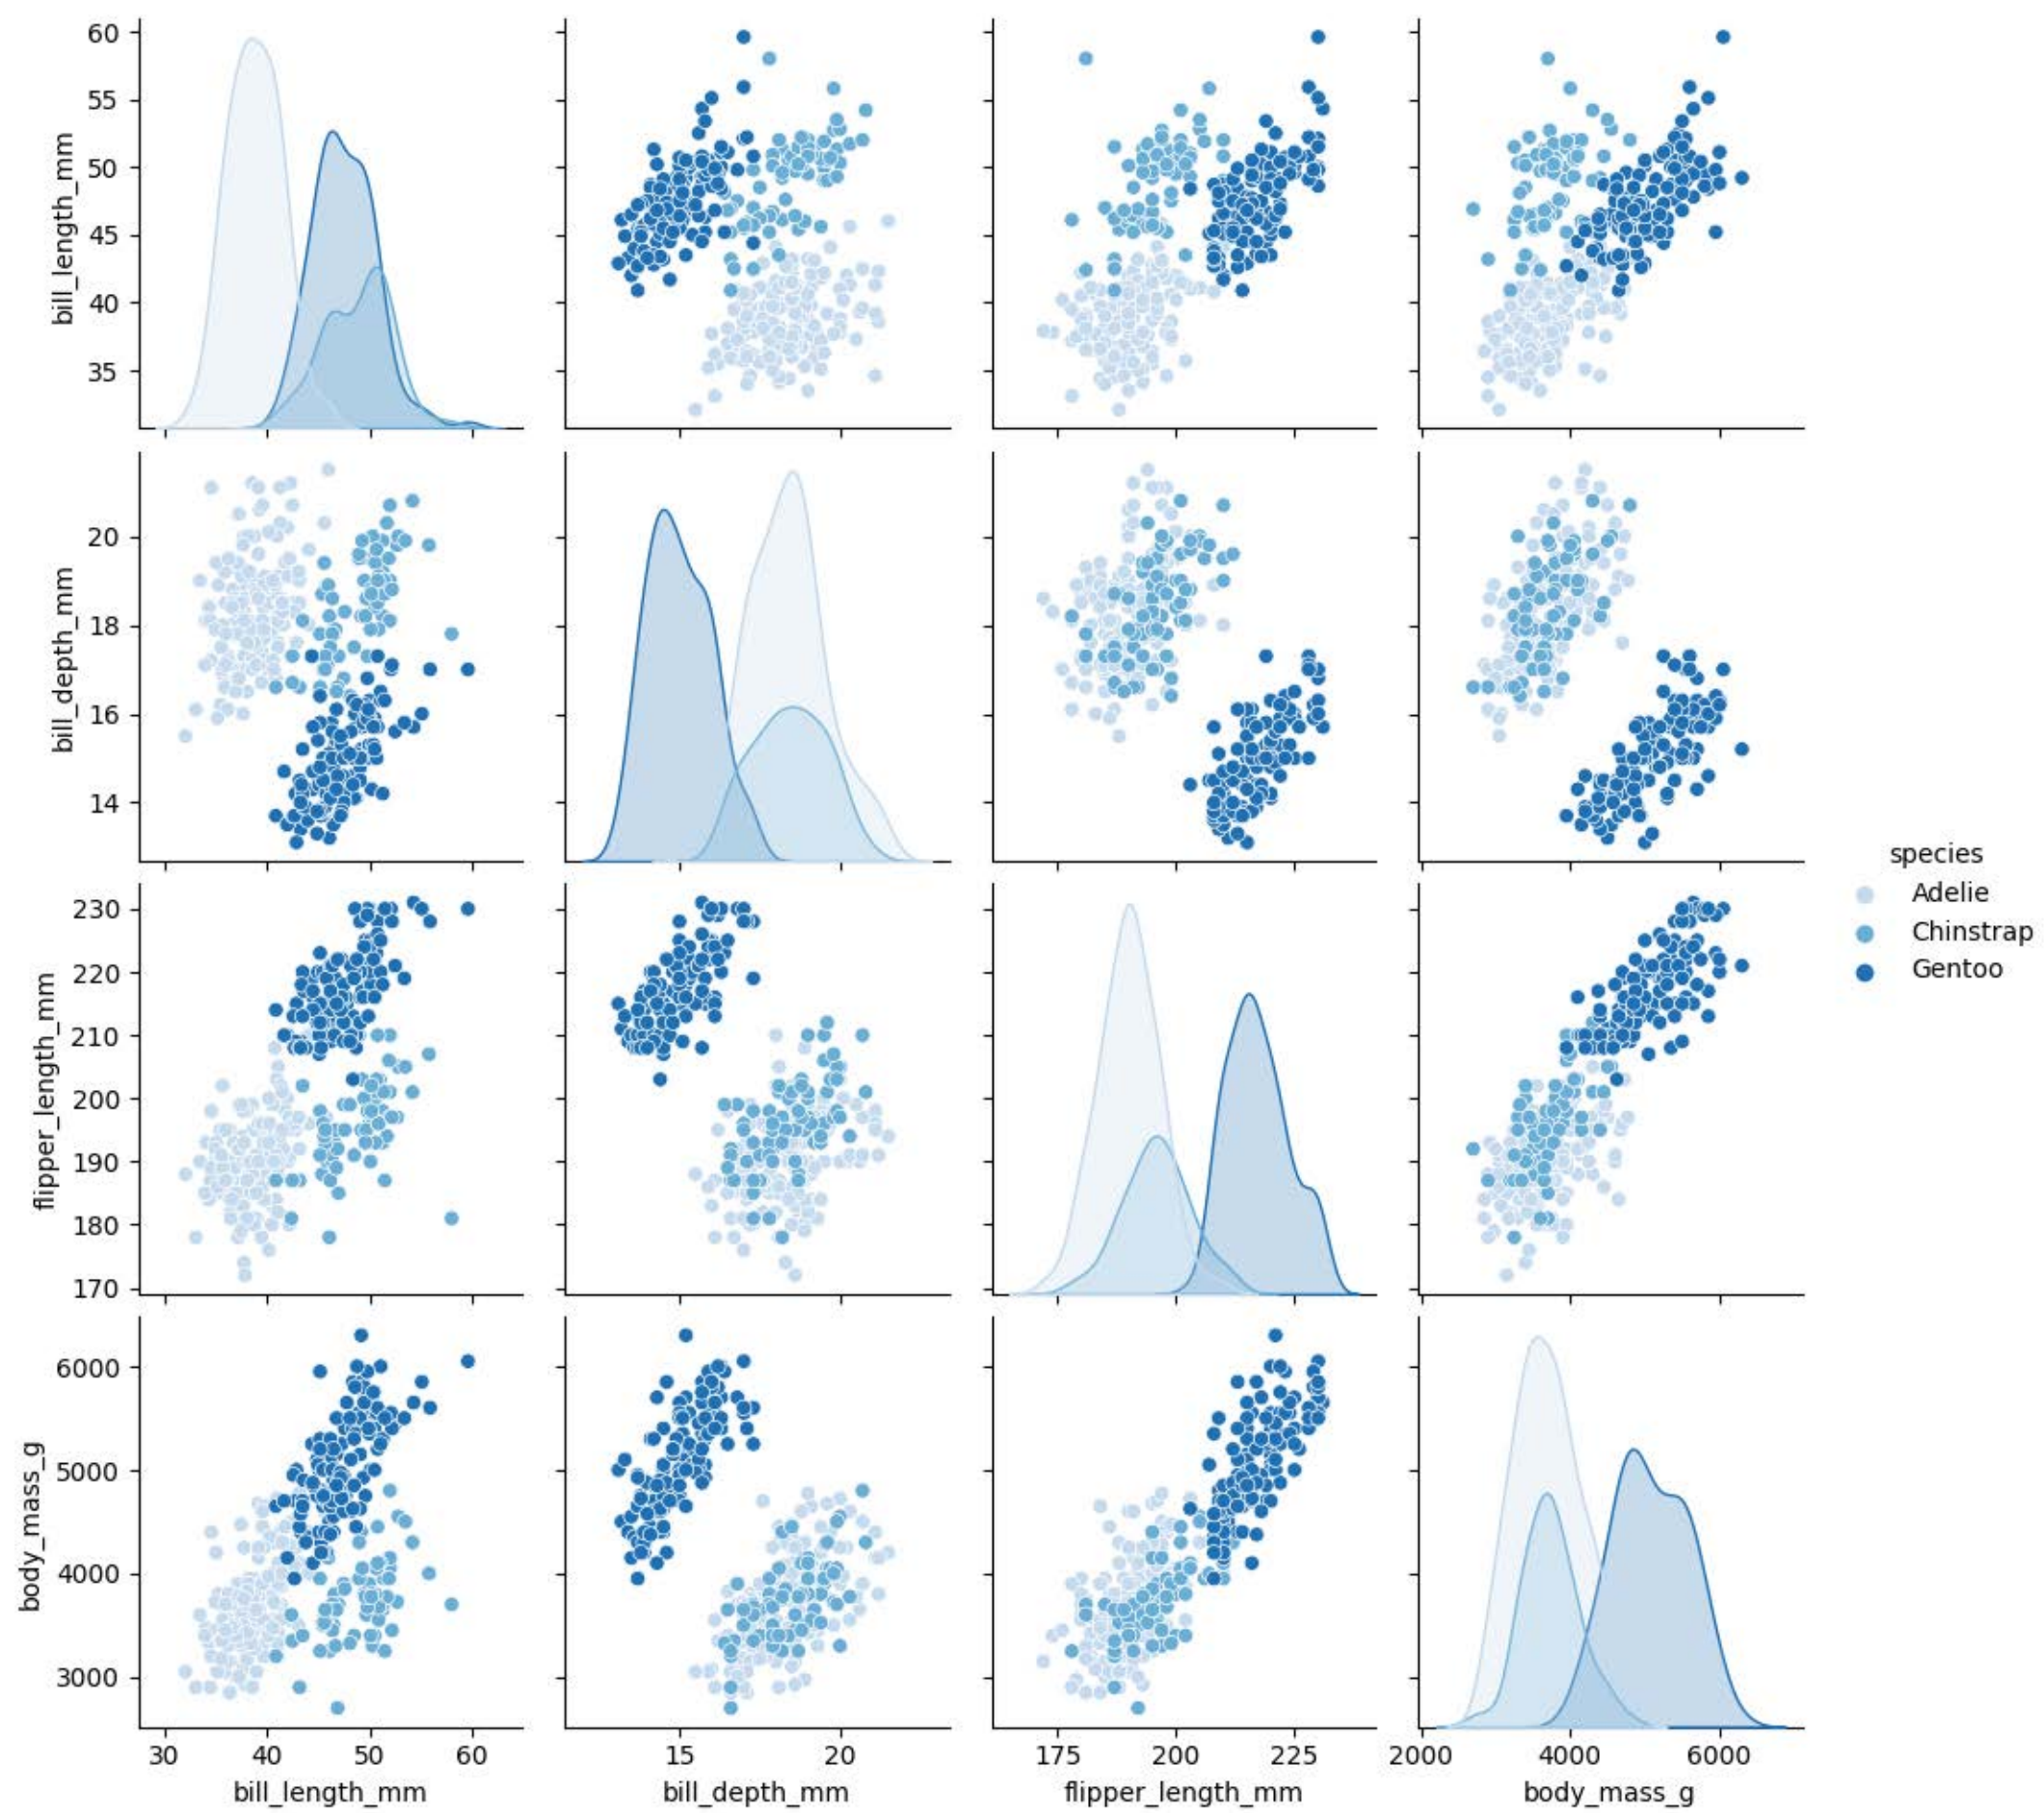 60
55
50
45
40
35
bill_length_mm
30 40 50 60
15 20
175 200 225
2000 4000 6000
20
18
16
14
bill_depth_mm
species
Adelie
Chinstrap
Gentoo
230
220
210
200
190
180
170
flipper_length_mm
6000
5000
4000
3000
body_mass_g
bill_length_mm
bill_depth_mm
flipper_length_mm
body_mass_g